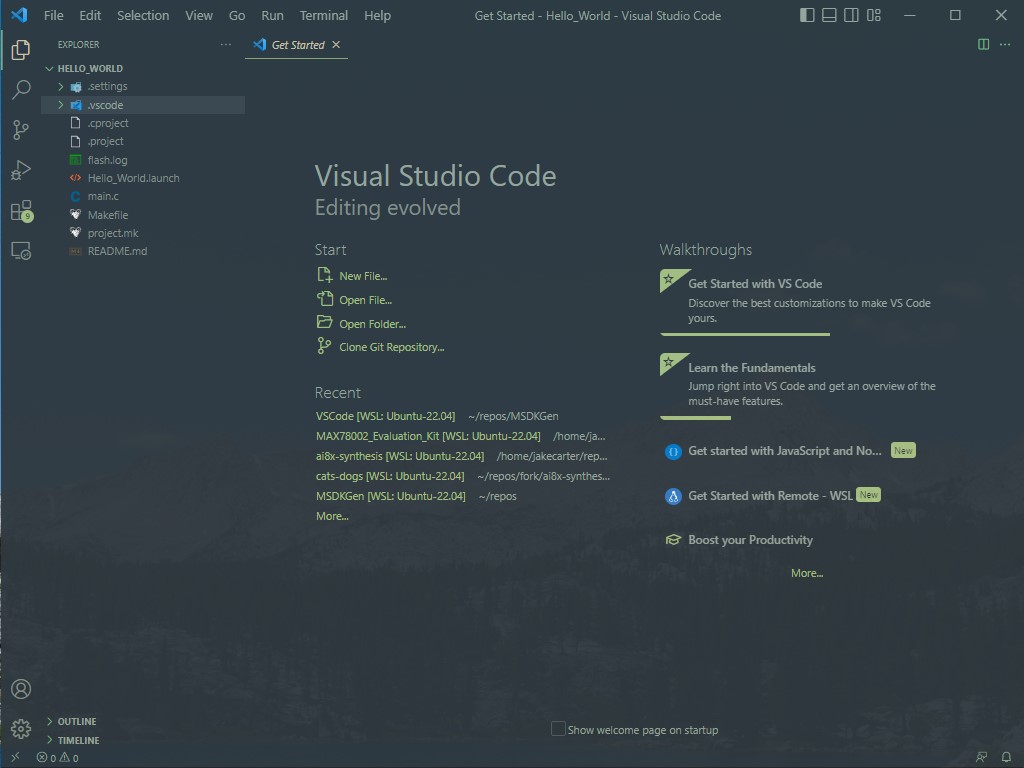 File Edit Selection View Go Run Terminal Help Get Started - Hello_World - Visual Studio Code
EXPLORER
Get Started
HELLO_WORLD
.settings
.vscode
.cproject
.project
flash.log
Hello_World.launch
main.c
Makefile
project.mk
README.md
9
Visual Studio Code
Editing evolved
Start
New File...
Open File...
Open Folder...
Clone Git Repository...
Recent
VSCode [WSL: Ubuntu-22.04] ~/repos/MSDKGen
MAX78002_Evaluation_Kit [WSL: Ubuntu-22.04] /home/ja...
ai8x-synthesis [WSL: Ubuntu-22.04] /home/jakecarter/rep...
cats-dogs [WSL: Ubuntu-22.04] ~/repos/fork/ai8x-synthes...
MSDKGen [WSL: Ubuntu-22.04] ~/repos
More...
Walkthroughs
Get Started with VS Code
Discover the best customizations to make VS Code
yours.
Learn the Fundamentals
Jump right into VS Code and get an overview of the
must-have features.
Get started with JavaScript and No... New
Get Started with Remote - WSL New
Boost your Productivity
More...
OUTLINE
TIMELINE
Show welcome page on startup
0 0